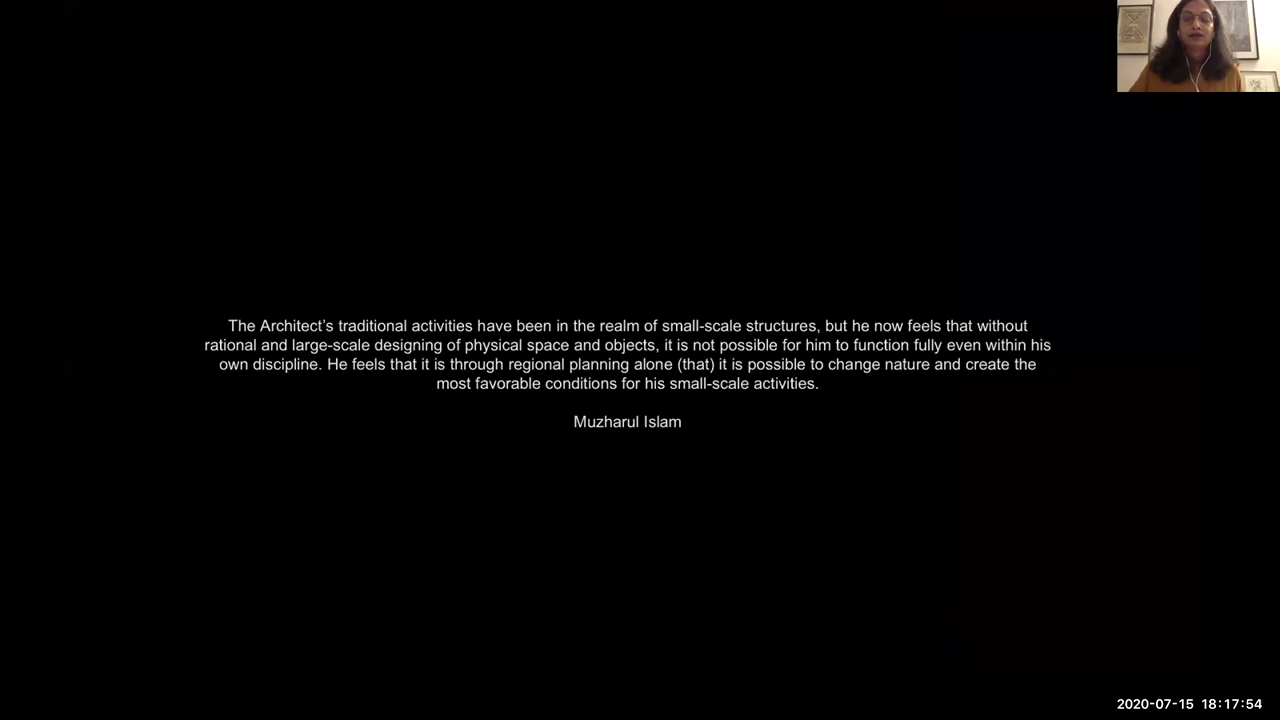 The Architect’s traditional activities have been in the realm of small-scale structures, but he now feels that without
rational and large-scale designing of physical space and objects, it is not possible for him to function fully even within his
own discipline. He feels that it is through regional planning alone (that) it is possible to change nature and create the
most favorable conditions for his small-scale activities.
Muzharul Islam
2020-07-15 18:17:54